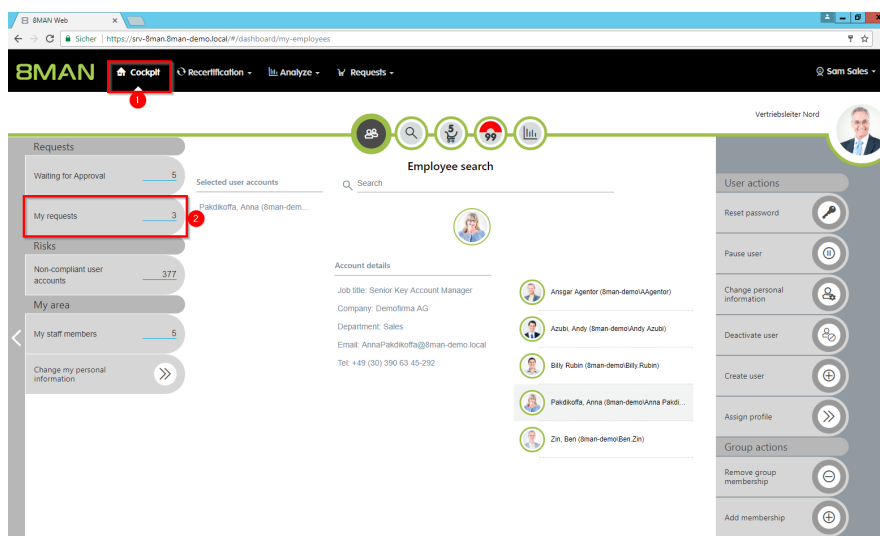 8MAN Web
Sicher
https://srv-8man.8man-demo.local/#/dashboard/my-employees
8MAN
Cockpit
Recertification
Analyze
Requests
Sam Sales
1
5
99
Vertriebsleiter Nord
Requests
Waiting for Approval
5
My requests
3
2
Risks
Non-compliant user
accounts
377
My area
My staff members
5
Change my personal
information
Selected user accounts
Pakdikoffa, Anna (8man-dem...
Employee search
Search
Account details
Job title: Senior Key Account Manager
Company: Demofirma AG
Department: Sales
Email: AnnaPakdikoffa@8man-demo.local
Tel: +49 (30) 390 63 45-292
Ansgar Agentor (8man-demo\AAgentor)
Azubi, Andy (8man-demo\Andy Azubi)
Billy Rubin (8man-demo\Billy.Rubin)
Pakdikoffa, Anna (8man-demo\Anna Pakdi...
Zin, Ben (8man-demo\Ben.Zin)
User actions
Reset password
Pause user
Change personal
information
Deactivate user
Create user
Assign profile
Group actions
Remove group
membership
Add membership